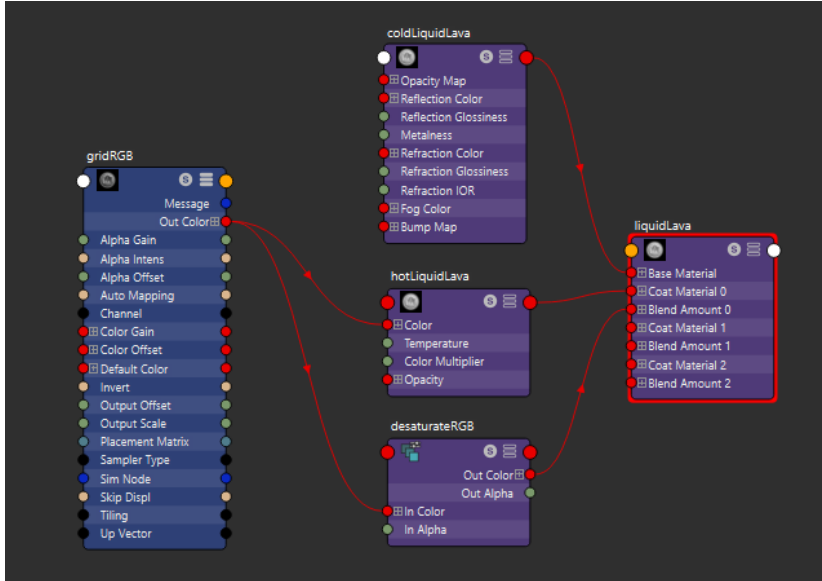 coldLiquidLava
S
Opacity Map
Reflection Color
Reflection Glossiness
Metalness
Refraction Color
Refraction Glossiness
Refraction IOR
Fog Color
Bump Map
gridRGB
S
Message
Out Color
Alpha Gain
Alpha Intens
Alpha Offset
Auto Mapping
Channel
Color Gain
Color Offset
Default Color
Invert
Output Offset
Output Scale
Placement Matrix
Sampler Type
Sim Node
Skip Displ
Tiling
Up Vector
hotLiquidLava
S
Color
Temperature
Color Multiplier
Opacity
desaturateRGB
S
Out Color
Out Alpha
In Color
In Alpha
liquidLava
S
Base Material
Coat Material 0
Blend Amount 0
Coat Material 1
Blend Amount 1
Coat Material 2
Blend Amount 2